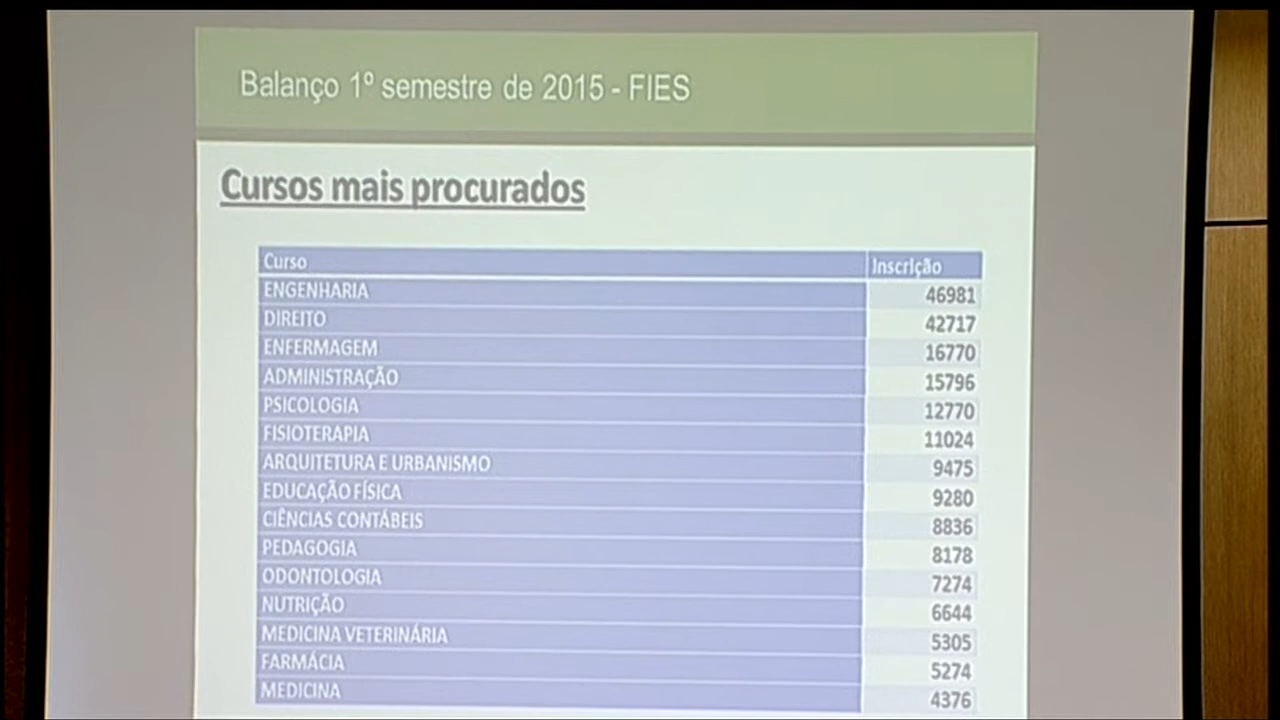 Balanço 1º semestre de 2015 - FIES
Cursos mais procurados
Curso Inscrição
ENGENHARIA 46981
DIREITO 42717
ENFERMAGEM 16770
ADMINISTRAÇÃO 15796
PSICOLOGIA 12770
FISIOTERAPIA 11024
ARQUITETURA E URBANISMO 9475
EDUCAÇÃO FÍSICA 9280
CIÊNCIAS CONTÁBEIS 8836
PEDAGOGIA 8178
ODONTOLOGIA 7274
NUTRIÇÃO 6644
MEDICINA VETERINÁRIA 5305
FARMÁCIA 5274
MEDICINA 4376